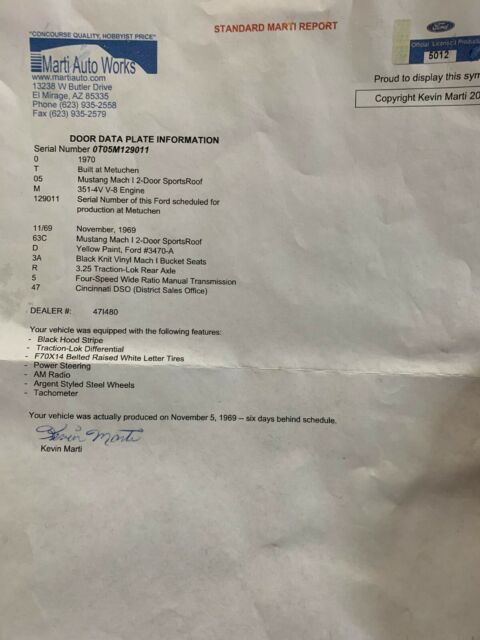 STANDARD MARTI REPORT
"CONCOURSE QUALITY, HOBBYIST PRICE"
Marti Auto Works
www.martiauto.com
13238 W Butler Drive
El Mirage, AZ 85335
Phone (623) 935-2558
Fax (623) 935-2579
Ford
Official Licensed Product
5012
Proud to display this sym
Copyright Kevin Marti 20
DOOR DATA PLATE INFORMATION
Serial Number 0T05M129011
0 1970
T Built at Metuchen
05 Mustang Mach I 2-Door SportsRoof
M 351-4V V-8 Engine
129011 Serial Number of this Ford scheduled for
production at Metuchen
11/69 November, 1969
63C Mustang Mach I 2-Door SportsRoof
D Yellow Paint, Ford #3470-A
3A Black Knit Vinyl Mach I Bucket Seats
R 3.25 Traction-Lok Rear Axle
5 Four-Speed Wide Ratio Manual Transmission
47 Cincinnati DSO (District Sales Office)
DEALER #: 47I480
Your vehicle was equipped with the following features:
- Black Hood Stripe
- Traction-Lok Differential
- F70X14 Belted Raised White Letter Tires
- Power Steering
- AM Radio
- Argent Styled Steel Wheels
- Tachometer
Your vehicle was actually produced on November 5, 1969 -- six days behind schedule.
Kevin Marti
Kevin Marti